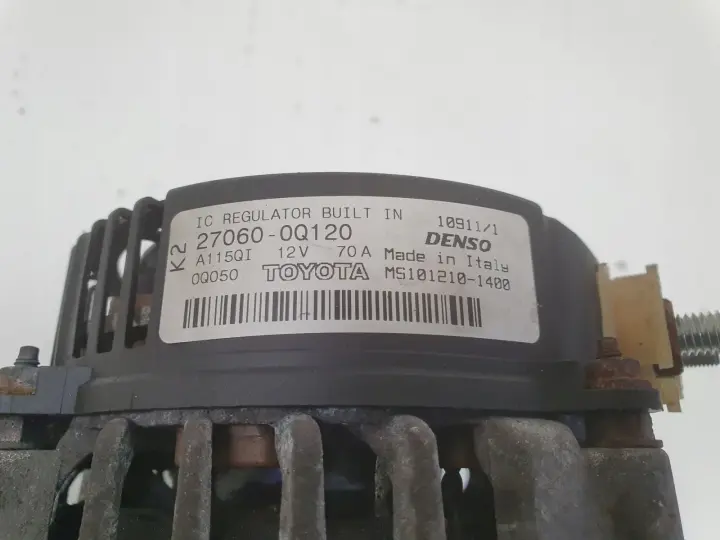 IC REGULATOR BUILT IN 10911/1
K2 27060-0Q120 DENSO
A115QI 12V 70A Made in Italy
0Q050 TOYOTA MS101210-1400